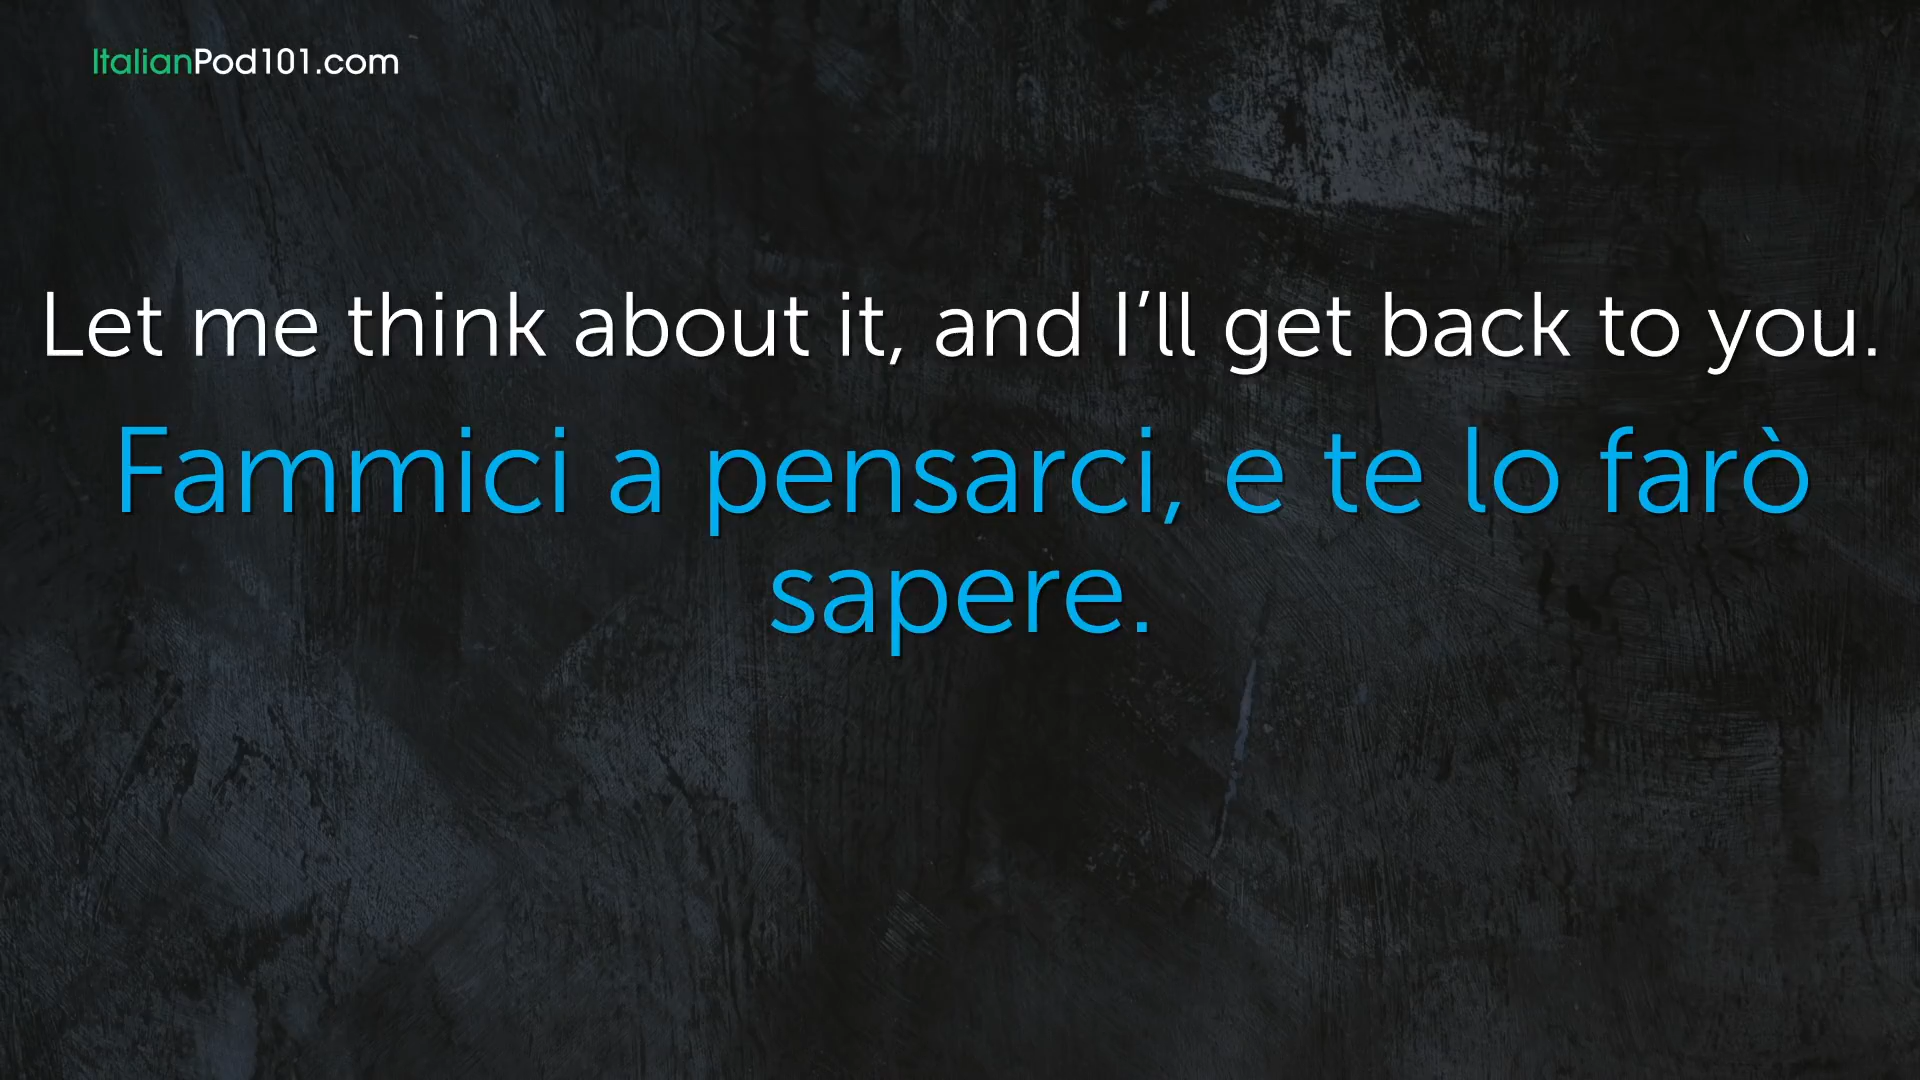 ItalianPod101.com
Let me think about it, and I’ll get back to you.
Fammici a pensarci, e te lo farò
sapere.